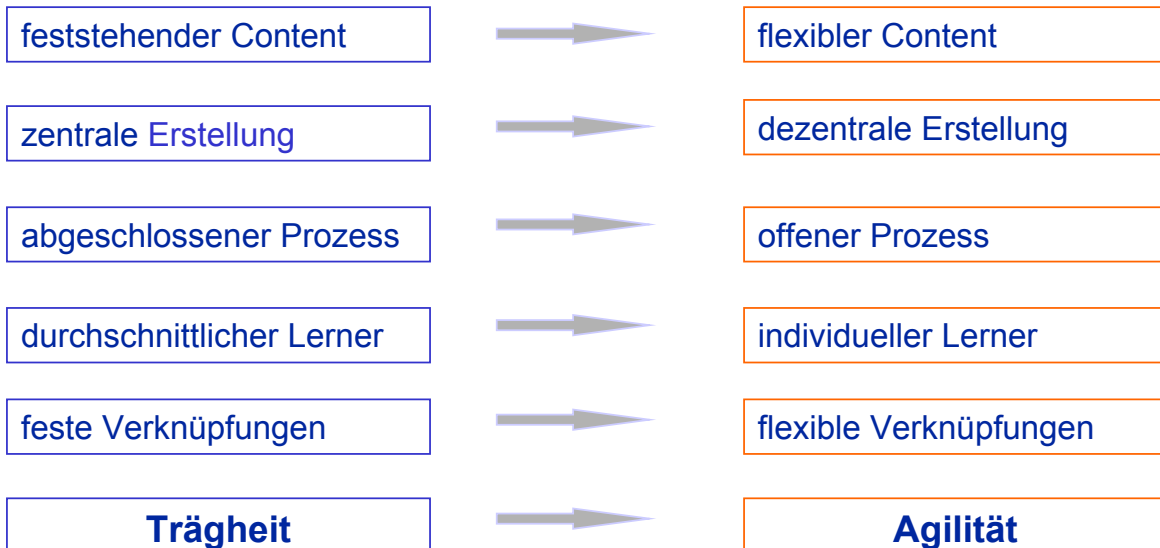 feststehender Content
flexibler Content
zentrale Erstellung
dezentrale Erstellung
abgeschlossener Prozess
offener Prozess
durchschnittlicher Lerner
individueller Lerner
feste Verknüpfungen
flexible Verknüpfungen
Trägheit
Agilität